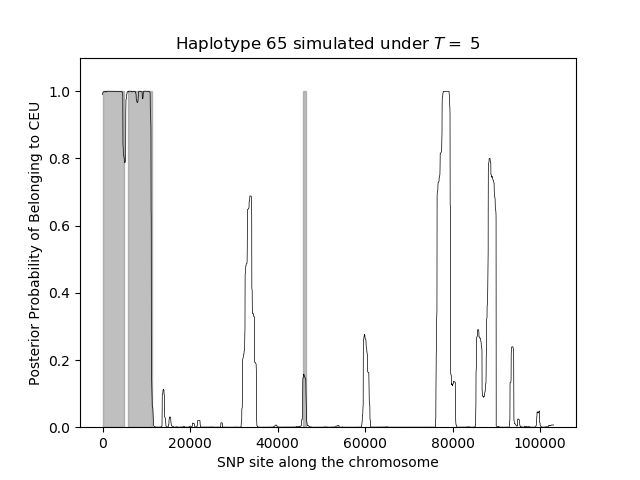 Haplotype 65 simulated under T = 5
Posterior Probability of Belonging to CEU
1.0
0.8
0.6
0.4
0.2
0.0
0 20000 40000 60000 80000 100000
SNP site along the chromosome